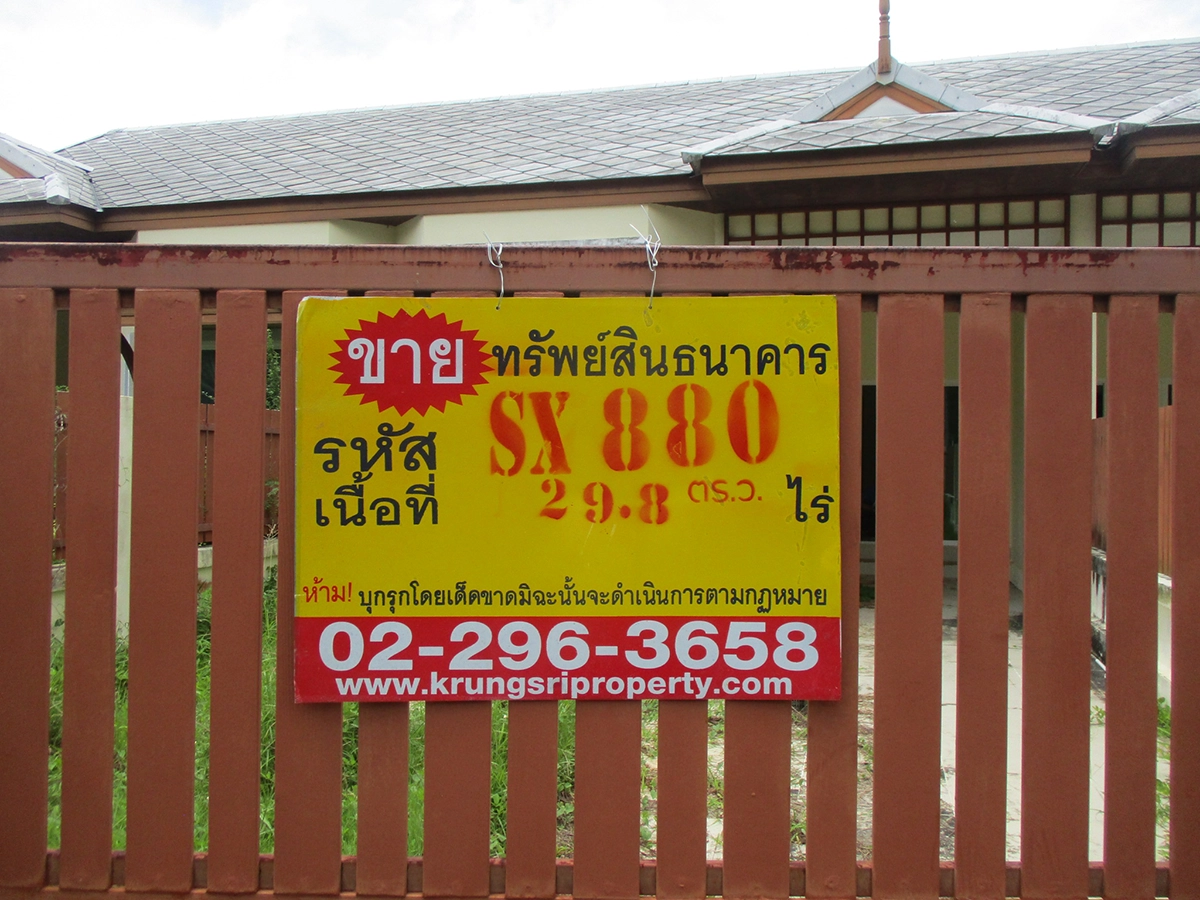 ขาย ทรัพย์สินธนาคาร
รหัส SX 880
เนื้อที่ 29.8 ตร.ว. ไร่
ห้าม! บุกรุกโดยเด็ดขาดมิฉะนั้นจะดำเนินการตามกฎหมาย
02-296-3658
www.krungsriproperty.com